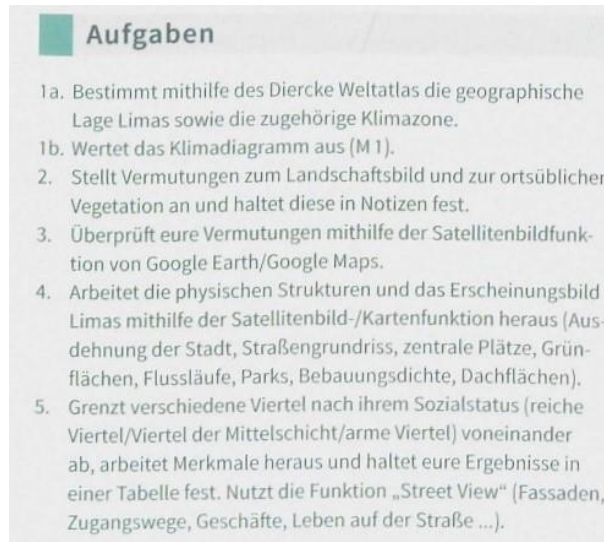 Aufgaben
1a. Bestimmt mithilfe des Diercke Weltatlas die geographische
Lage Limas sowie die zugehörige Klimazone.
1b. Wertet das Klimadiagramm aus (M 1).
2. Stellt Vermutungen zum Landschaftsbild und zur ortsüblichen
Vegetation an und haltet diese in Notizen fest.
3. Überprüft eure Vermutungen mithilfe der Satellitenbildfunk-
tion von Google Earth/Google Maps.
4. Arbeitet die physischen Strukturen und das Erscheinungsbild
Limas mithilfe der Satellitenbild-/Kartenfunktion heraus (Aus-
dehnung der Stadt, Straßengrundriss, zentrale Plätze, Grün-
flächen, Flussläufe, Parks, Bebauungsdichte, Dachflächen).
5. Grenzt verschiedene Viertel nach ihrem Sozialstatus (reiche
Viertel/Viertel der Mittelschicht/arme Viertel) voneinander
ab, arbeitet Merkmale heraus und haltet eure Ergebnisse in
einer Tabelle fest. Nutzt die Funktion „Street View“ (Fassaden,
Zugangswege, Geschäfte, Leben auf der Straße ...).